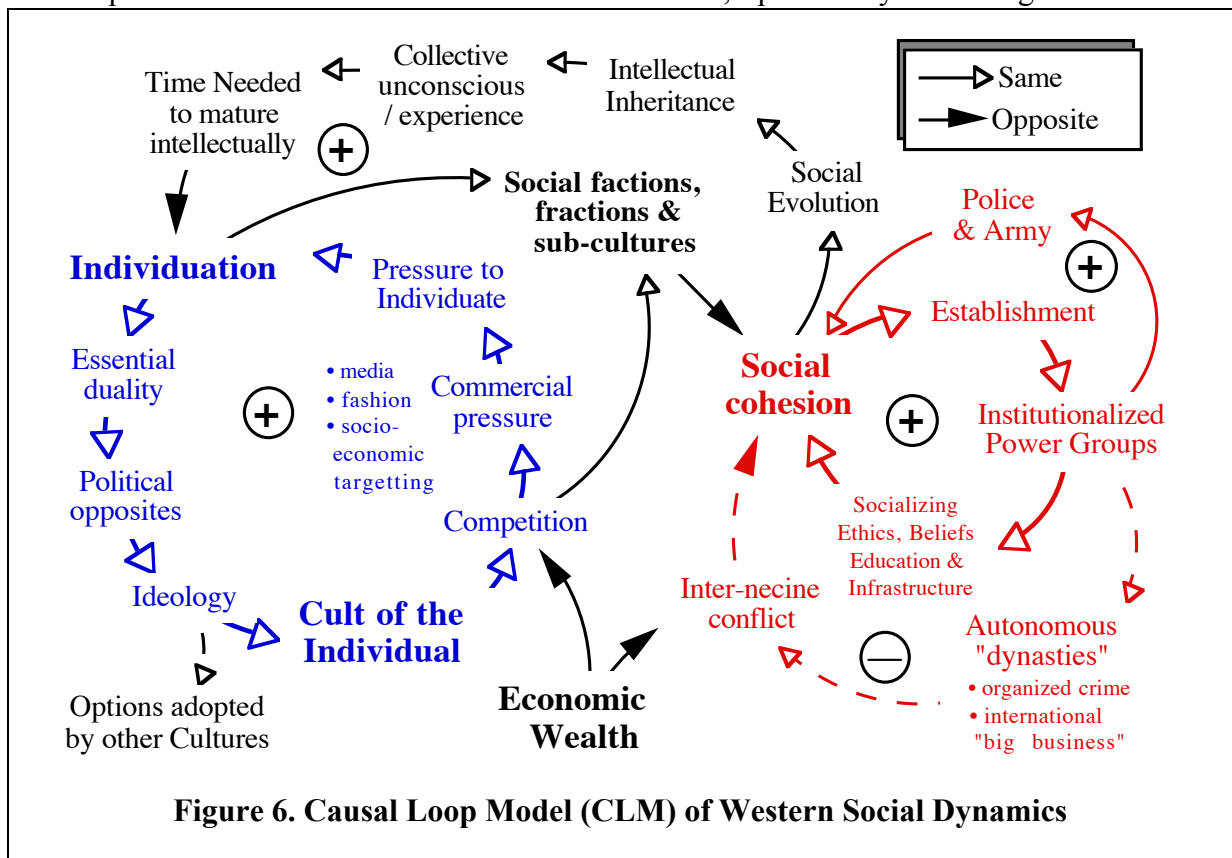 Collective
unconscious
/ experience
Time Needed
to mature
intellectually
Intellectual
Inheritance
Same
Opposite
+
Social factions,
fractions &
sub-cultures
Social
Evolution
Police
& Army
+
Individuation
Pressure to
Individuate
Establishment
Essential
duality
• media
• fashion
• socio-
economic
targetting
+
Commercial
pressure
Social
cohesion
+
Institutionalized
Power Groups
Political
opposites
Competition
Socializing
Ethics, Beliefs
Education &
Infrastructure
Ideology
Cult of the
Individual
Inter-necine
conflict
—
Autonomous
"dynasties"
• organized crime
• international
"big business"
Options adopted
by other Cultures
Economic
Wealth
Figure 6. Causal Loop Model (CLM) of Western Social Dynamics